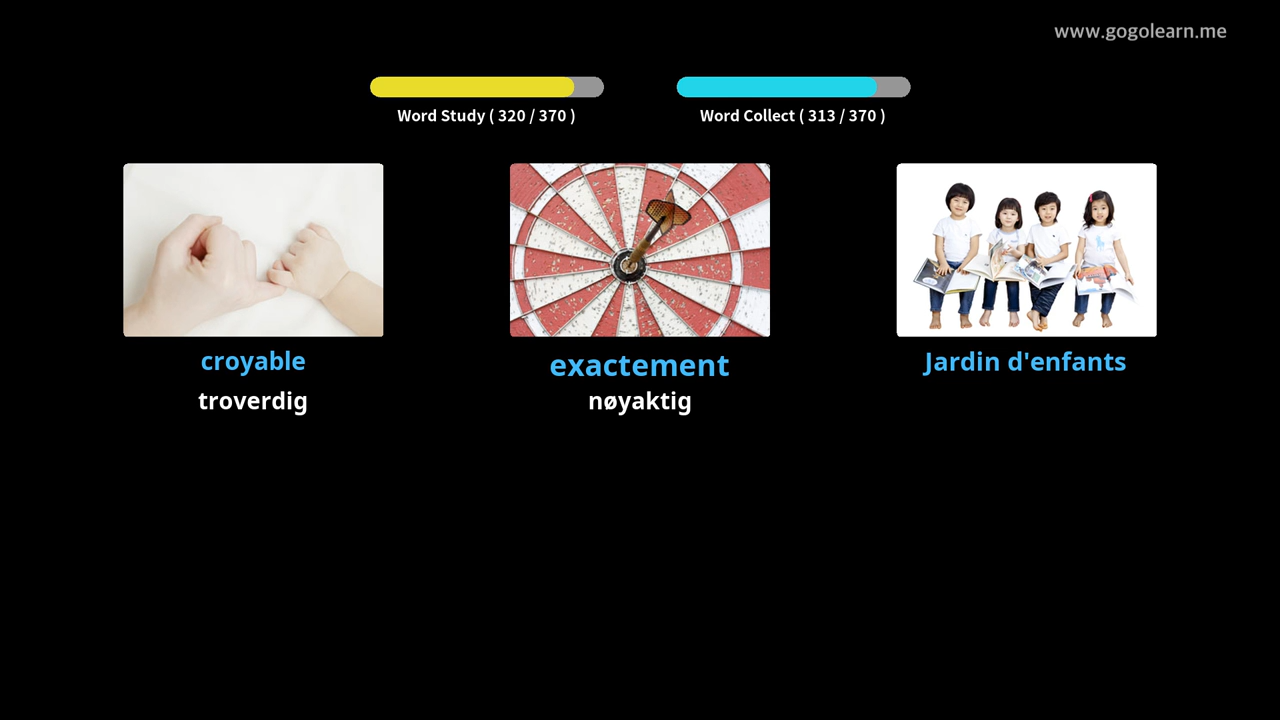 www.gogolearn.me
Word Study ( 320 / 370 )
Word Collect ( 313 / 370 )
croyable
troverdig
exactement
nøyaktig
Jardin d'enfants